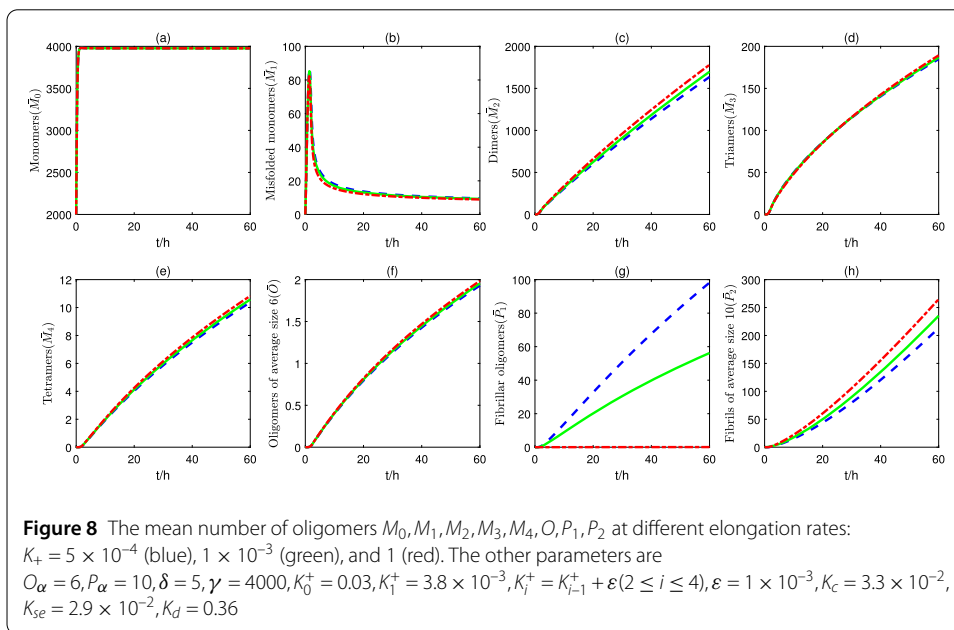 (a)
4000
3500
3000
2500
2000
Monomers(M̄₀)
0 20 40 60
t/h
(b)
100
80
60
40
20
0
Misfolded monomers(M̄₁)
0 20 40 60
t/h
(c)
2000
1500
1000
500
0
Dimers(M̄₂)
0 20 40 60
t/h
(d)
200
150
100
50
0
Triamers(M̄₃)
0 20 40 60
t/h
(e)
12
10
8
6
4
2
0
Tetramers(M̄₄)
0 20 40 60
t/h
(f)
2
1.5
1
0.5
0
Oligomers of average size 6(Ō)
0 20 40 60
t/h
(g)
100
80
60
40
20
0
Fibrillar oligomers(P̄₁)
0 20 40 60
t/h
(h)
300
250
200
150
100
50
0
Fibrils of average size 10(P̄₂)
0 20 40 60
t/h
Figure 8 The mean number of oligomers M₀, M₁, M₂, M₃, M₄, O, P₁, P₂ at different elongation rates:
K₊ = 5 × 10⁻⁴ (blue), 1 × 10⁻³ (green), and 1 (red). The other parameters are
Oα = 6, Pα = 10, δ = 5, γ = 4000, K₀⁺ = 0.03, K₁⁺ = 3.8 × 10⁻³, Kᵢ⁺ = Kᵢ₋₁⁺ + ε(2 ≤ i ≤ 4), ε = 1 × 10⁻³, K_c = 3.3 × 10⁻²,
K_se = 2.9 × 10⁻², K_d = 0.36